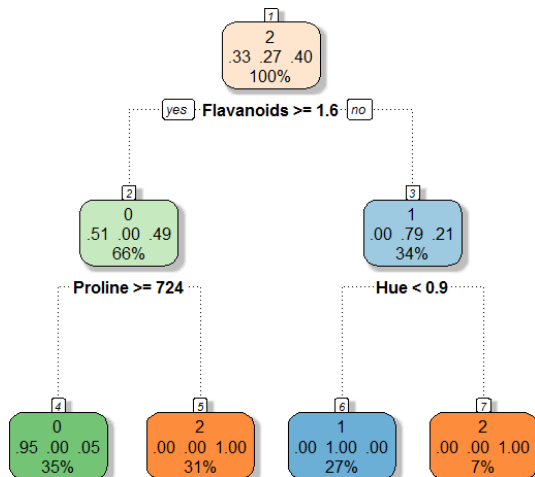 1
2
.33 .27 .40
100%
yes Flavanoids >= 1.6 no
2
0
.51 .00 .49
66%
3
1
.00 .79 .21
34%
Proline >= 724
Hue < 0.9
4
0
.95 .00 .05
35%
5
2
.00 .00 1.00
31%
6
1
.00 1.00 .00
27%
7
2
.00 .00 1.00
7%